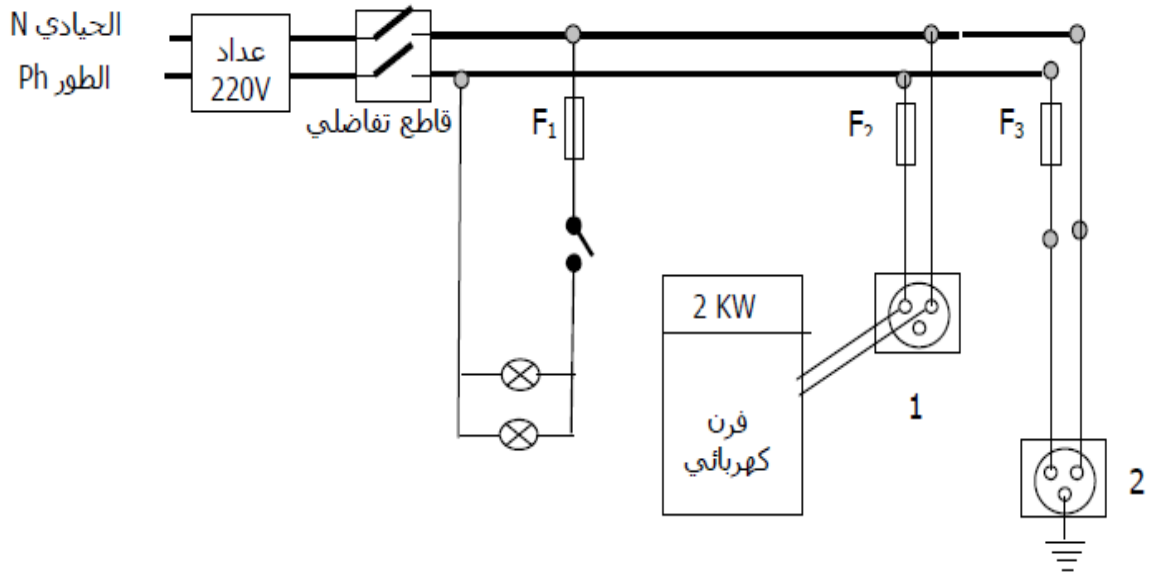 الحيادي N
الطور Ph
عداد
220V
قاطع تفاضلي
F₁
F₂
F₃
2 KW
فرن
كهربائي
1
2